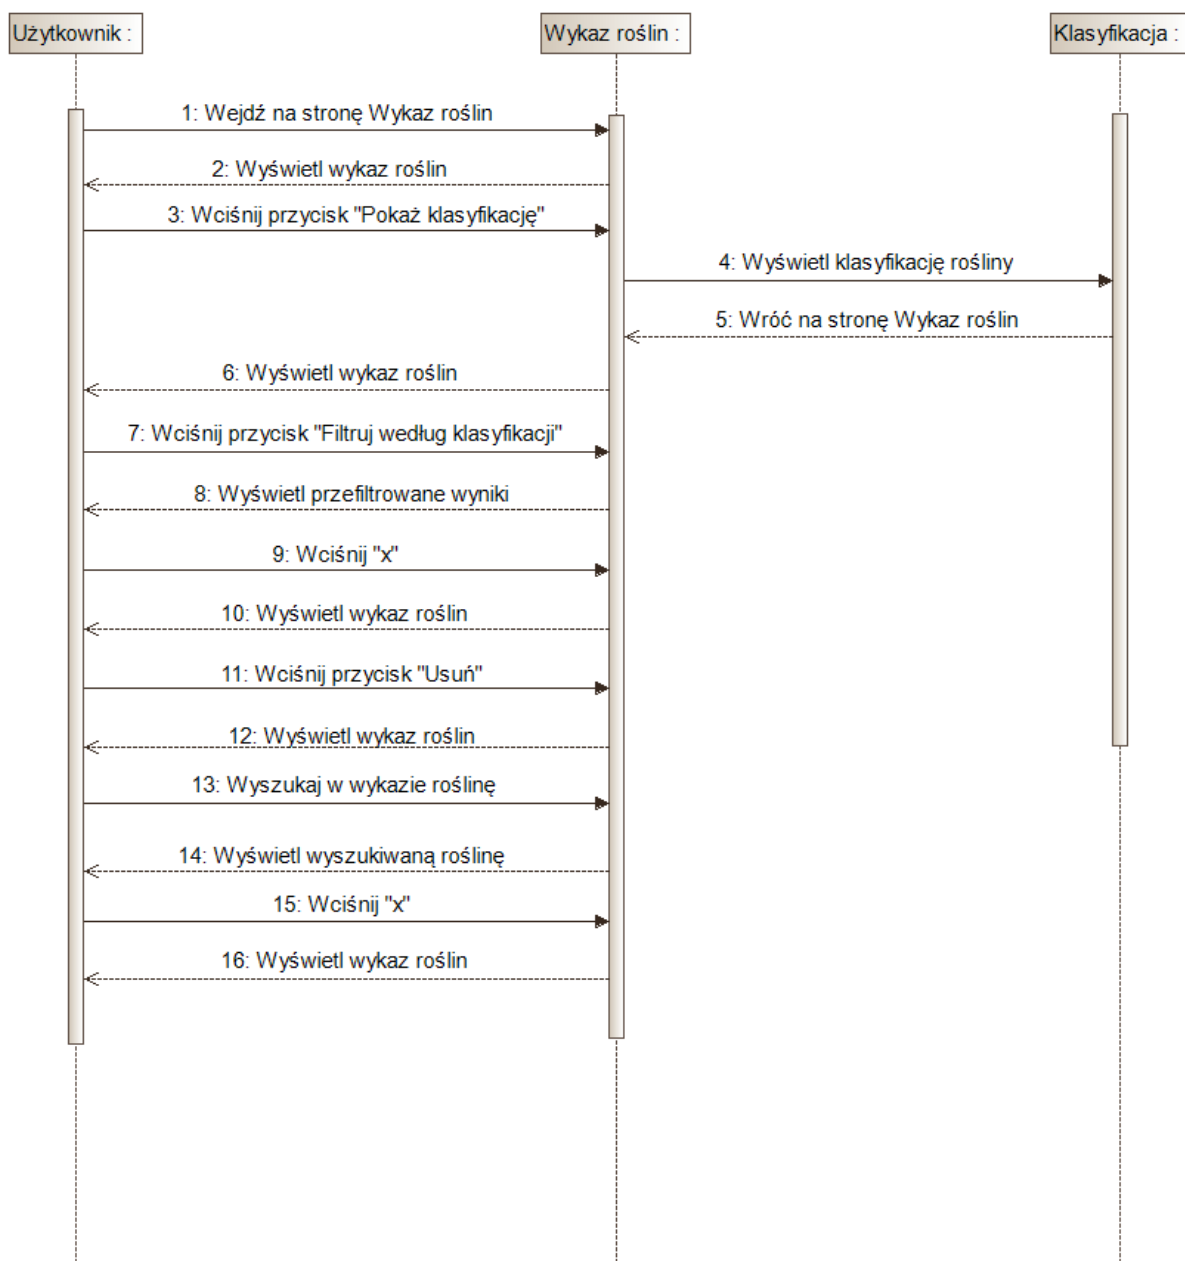 Użytkownik :
Wykaz roślin :
Klasyfikacja :
1: Wejdź na stronę Wykaz roślin
2: Wyświetl wykaz roślin
3: Wciśnij przycisk "Pokaż klasyfikację"
4: Wyświetl klasyfikację rośliny
5: Wróć na stronę Wykaz roślin
6: Wyświetl wykaz roślin
7: Wciśnij przycisk "Filtruj według klasyfikacji"
8: Wyświetl przefiltrowane wyniki
9: Wciśnij "x"
10: Wyświetl wykaz roślin
11: Wciśnij przycisk "Usuń"
12: Wyświetl wykaz roślin
13: Wyszukaj w wykazie roślinę
14: Wyświetl wyszukiwaną roślinę
15: Wciśnij "x"
16: Wyświetl wykaz roślin